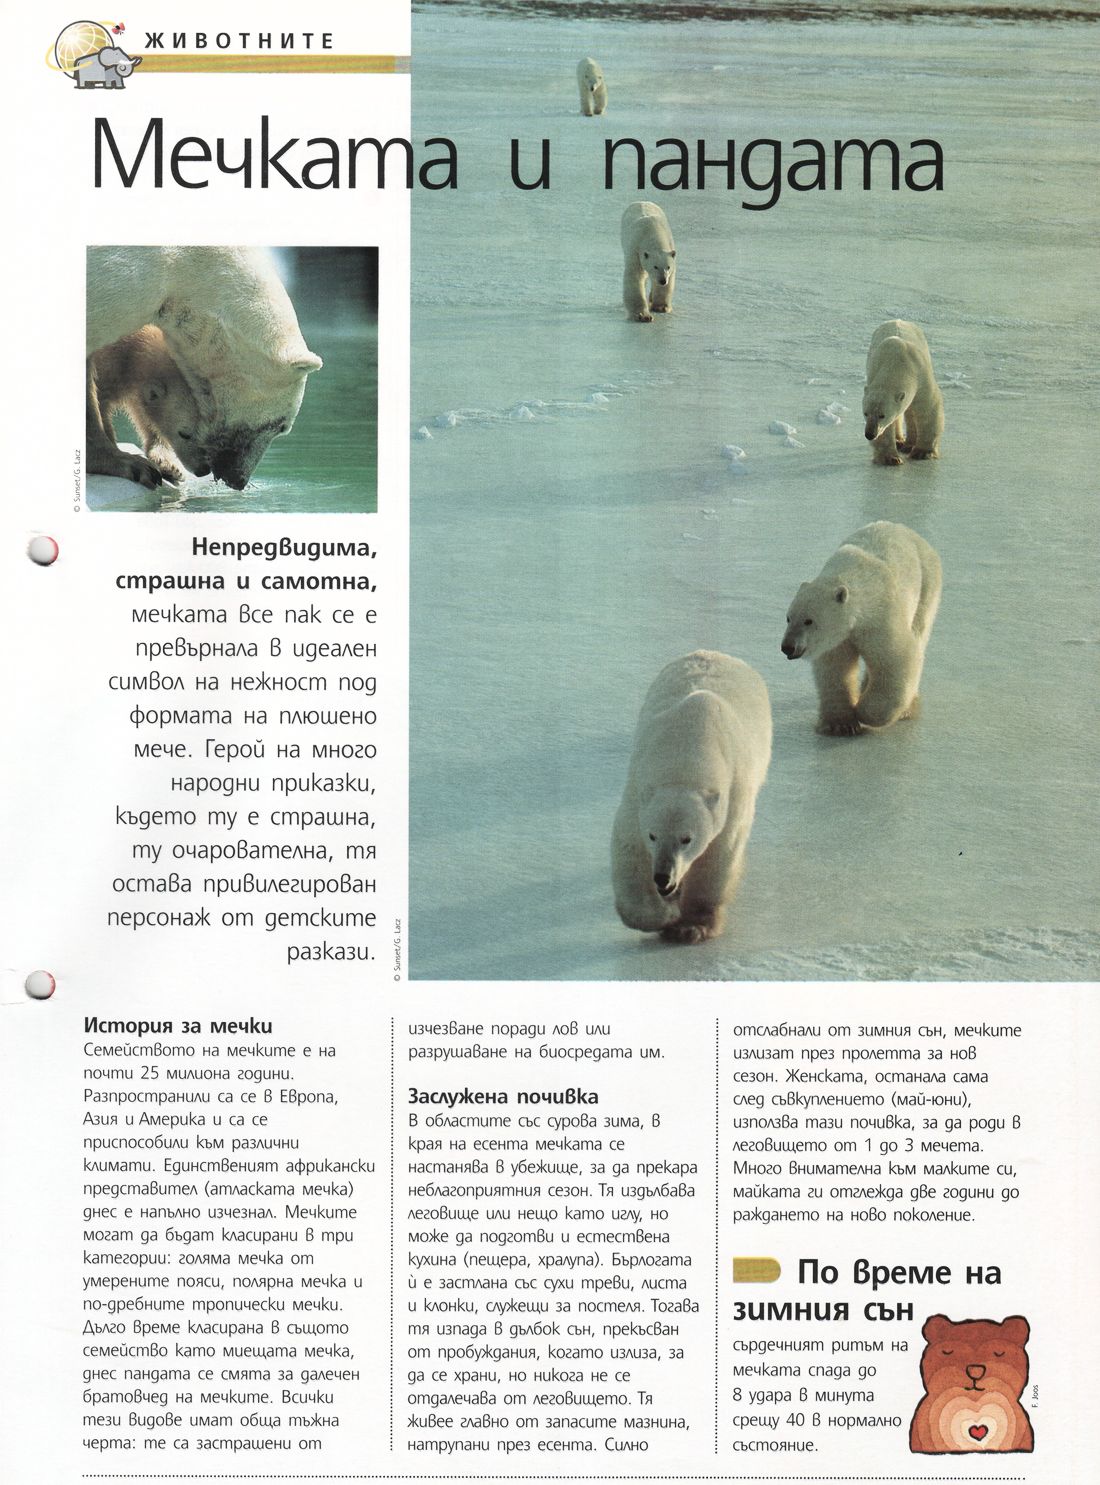 ЖИВОТНИТЕ
Мечката и пандата
© Sunset/G. Lacz
Непредвидима,
страшна и самотна,
мечката все пак се е
превърнала в идеален
символ на нежност под
формата на плюшено
мече. Герой на много
народни приказки,
където ту е страшна,
ту очарователна, тя
остава привилегирован
персонаж от детските
разкази.
© Sunset/G. Lacz
История за мечки
Семейството на мечките е на
почти 25 милиона години.
Разпространили са се в Европа,
Азия и Америка и са се
приспособили към различни
климати. Единственият африкански
представител (атласката мечка)
днес е напълно изчезнал. Мечките
могат да бъдат класирани в три
категории: голяма мечка от
умерените пояси, полярна мечка и
по-дребните тропически мечки.
Дълго време класирана в същото
семейство като миещата мечка,
днес пандата се смята за далечен
братовчед на мечките. Всички
тези видове имат обща тъжна
черта: те са застрашени от
изчезване поради лов или
разрушаване на биосредата им.
Заслужена почивка
В областите със сурова зима, в
края на есента мечката се
настанява в убежище, за да прекара
неблагоприятния сезон. Тя издълбава
леговище или нещо като иглу, но
може да подготви и естествена
кухина (пещера, хралупа). Бърлогата
ѝ е застлана със сухи треви, листа
и клонки, служещи за постеля. Тогава
тя изпада в дълбок сън, прекъсван
от пробуждания, когато излиза, за
да се храни, но никога не се
отдалечава от леговището. Тя
живее главно от запасите мазнина,
натрупани през есента. Силно
отслабнали от зимния сън, мечките
излизат през пролетта за нов
сезон. Женската, останала сама
след съвкуплението (май-юни),
използва тази почивка, за да роди в
леговището от 1 до 3 мечета.
Много внимателна към малките си,
майката ги отглежда две години до
раждането на ново поколение.
По време на
зимния сън
сърдечният ритъм на
мечката спада до
8 удара в минута
срещу 40 в нормално
състояние.
F. Joos